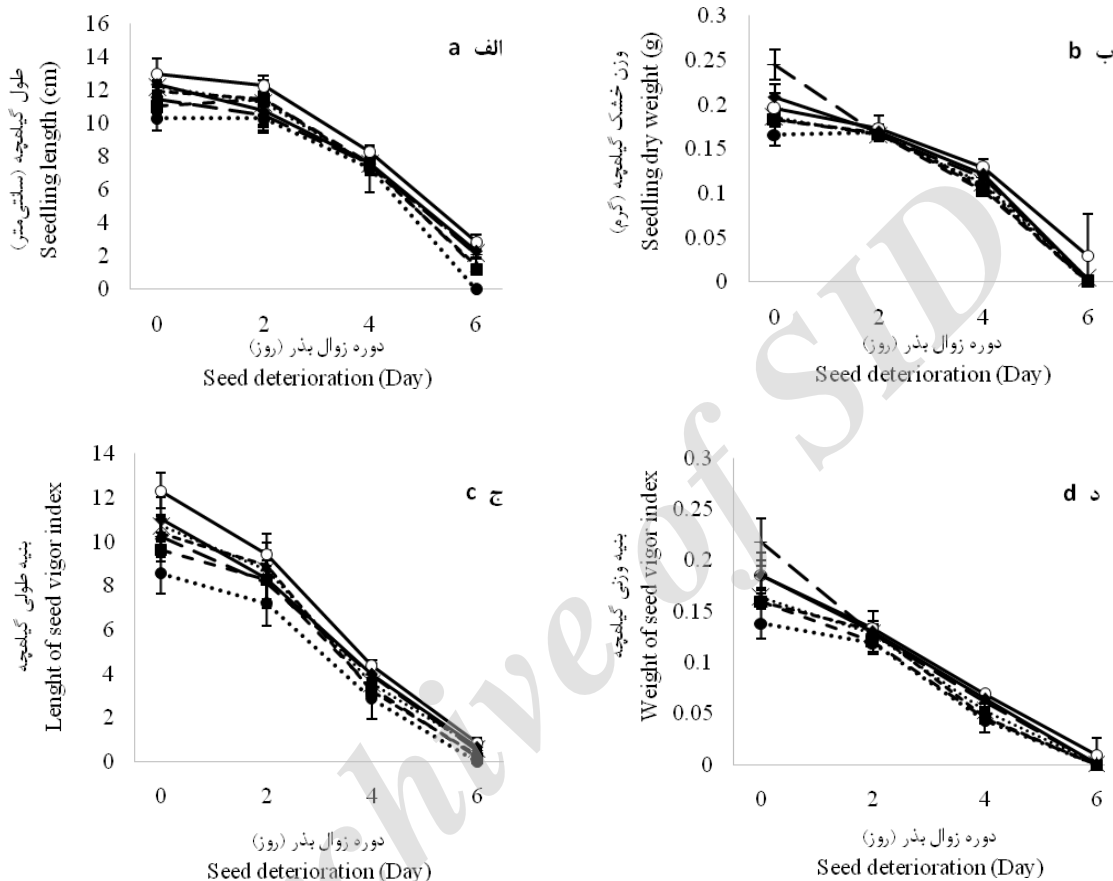 a الف
16
14
12
10
8
6
4
2
0
طول گیاهچه (سانتی‌متر)
Seedling length (cm)
0 2 4 6
دوره زوال بذر (روز)
Seed deterioration (Day)
b ب
0.3
0.25
0.2
0.15
0.1
0.05
0
وزن خشک گیاهچه (گرم)
Seedling dry weight (g)
0 2 4 6
دوره زوال بذر (روز)
Seed deterioration (Day)
c ج
14
12
10
8
6
4
2
0
بنیه طولی گیاهچه
Lenght of seed vigor index
0 2 4 6
دوره زوال بذر (روز)
Seed deterioration (Day)
d د
0.3
0.25
0.2
0.15
0.1
0.05
0
بنیه وزنی گیاهچه
Weight of seed vigor index
0 2 4 6
دوره زوال بذر (روز)
Seed deterioration (Day)
chive of SID